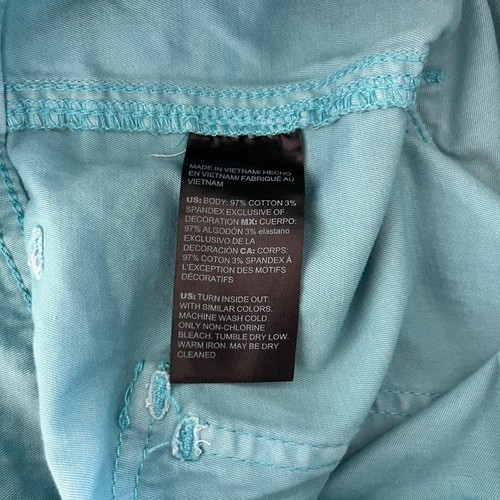 MADE IN VIETNAM/ HECHO
EN VIETNAM/ FABRIQUÉ AU
VIETNAM
US: BODY: 97% COTTON 3%
SPANDEX EXCLUSIVE OF
DECORATION MX: CUERPO:
97% ALGODÓN 3% elastano
EXCLUSIVO DE LA
DECORACIÓN CA: CORPS:
97% COTON 3% SPANDEX À
L'EXCEPTION DES MOTIFS
DÉCORATIFS
US: TURN INSIDE OUT.
WITH SIMILAR COLORS.
MACHINE WASH COLD.
ONLY NON-CHLORINE
BLEACH. TUMBLE DRY LOW.
WARM IRON. MAY BE DRY
CLEANED